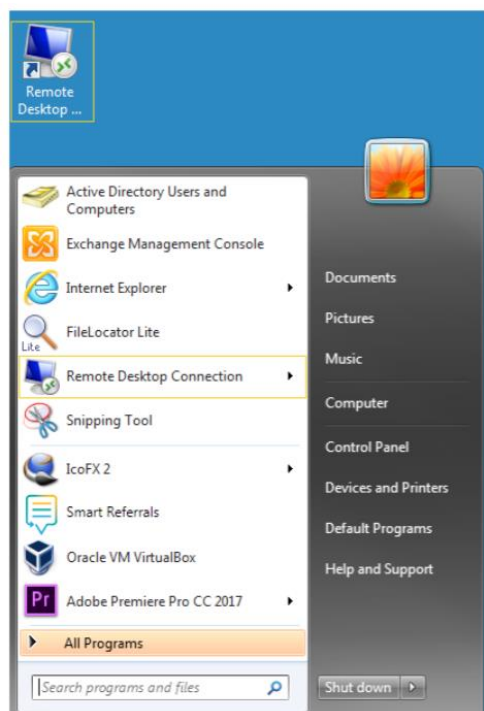 Remote
Desktop ...
Active Directory Users and
Computers
Exchange Management Console
Internet Explorer
FileLocator Lite
Lite
Remote Desktop Connection
Snipping Tool
IcoFX 2
Smart Referrals
Oracle VM VirtualBox
Pr
Adobe Premiere Pro CC 2017
All Programs
Search programs and files
Documents
Pictures
Music
Computer
Control Panel
Devices and Printers
Default Programs
Help and Support
Shut down